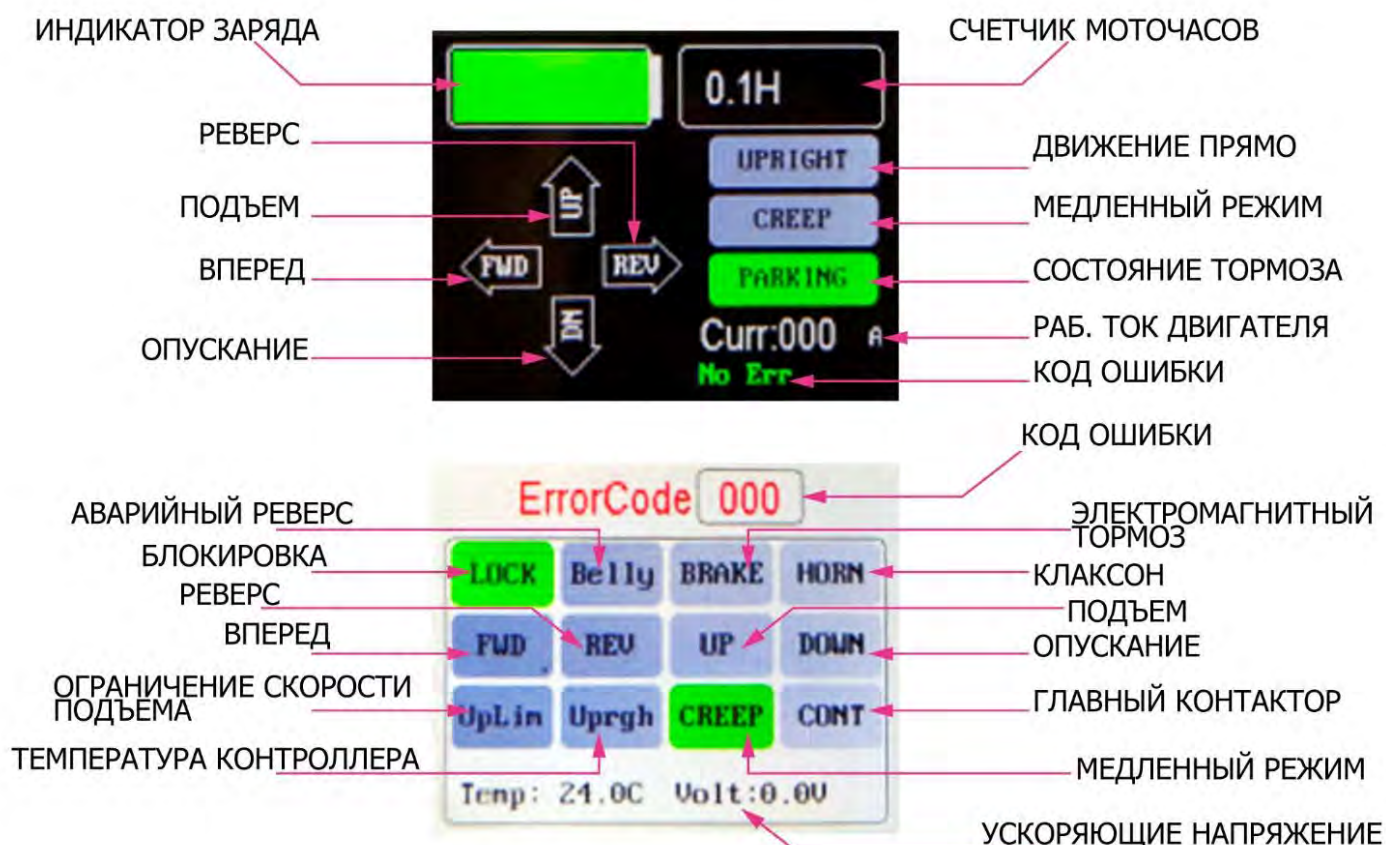 ИНДИКАТОР ЗАРЯДА
СЧЕТЧИК МОТОЧАСОВ
0.1H
РЕВЕРС
UPRIGHT
ДВИЖЕНИЕ ПРЯМО
ПОДЪЕМ
UP
CREEP
МЕДЛЕННЫЙ РЕЖИМ
ВПЕРЕД
FWD
REV
PARKING
СОСТОЯНИЕ ТОРМОЗА
ОПУСКАНИЕ
DN
Curr:000 A
РАБ. ТОК ДВИГАТЕЛЯ
No Err
КОД ОШИБКИ
КОД ОШИБКИ
ErrorCode 000
АВАРИЙНЫЙ РЕВЕРС
ЭЛЕКТРОМАГНИТНЫЙ
ТОРМОЗ
БЛОКИРОВКА
LOCK Belly BRAKE HORN
КЛАКСОН
РЕВЕРС
ПОДЪЕМ
ВПЕРЕД
FWD REV UP DOWN
ОПУСКАНИЕ
ОГРАНИЧЕНИЕ СКОРОСТИ
ПОДЪЕМА
UpLim Uprgh CREEP CONT
ГЛАВНЫЙ КОНТАКТОР
ТЕМПЕРАТУРА КОНТРОЛЛЕРА
МЕДЛЕННЫЙ РЕЖИМ
Temp: 24.0C Volt:0.0V
УСКОРЯЮЩИЕ НАПРЯЖЕНИЕ